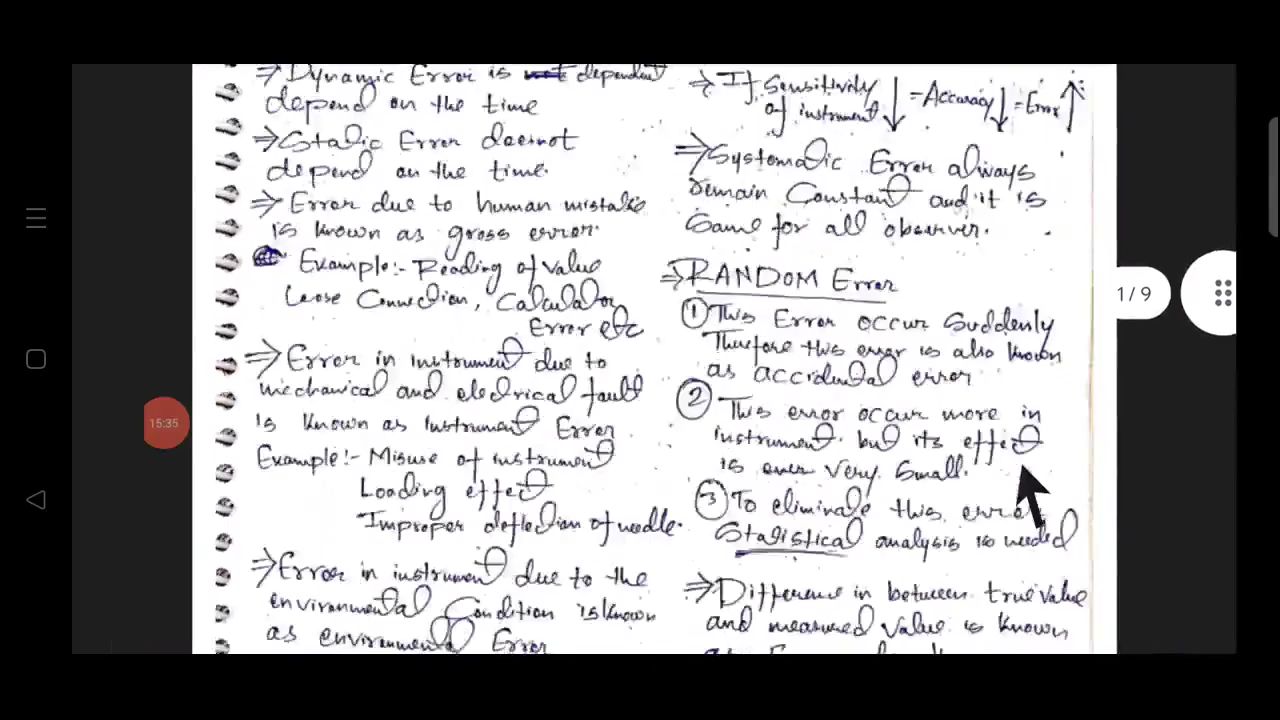 ⇒ Dynamic Error is dependent
depend on the time
⇒ Static Error doesnot
depend on the time.
⇒ Error due to human mistake
is known as gross error.
Example:- Reading of value
Loose Connection, Calculator
Error etc
⇒ Error in instrument due to
mechanical and electrical fault
is known as instrument Error
Example:- Misuse of instrument
Loading effect
Improper deflection of needle.
⇒ Error in instrument due to the
environmental Condition is known
as environmental Error
⇒ If Sensitivity
of instrument ↓ = Accuracy ↓ = Error ↑
⇒ Systematic Error always
remain Constant and it is
Same for all observer.
⇒ RANDOM Error
① This Error occur Suddenly
Therefore this error is also known
as accidental error
② This error occur more in
instrument but its effect
is over very small.
③ To eliminate this error
Statistical analysis is needed
⇒ Difference in between true value
and measured value is known
1/9
15:35